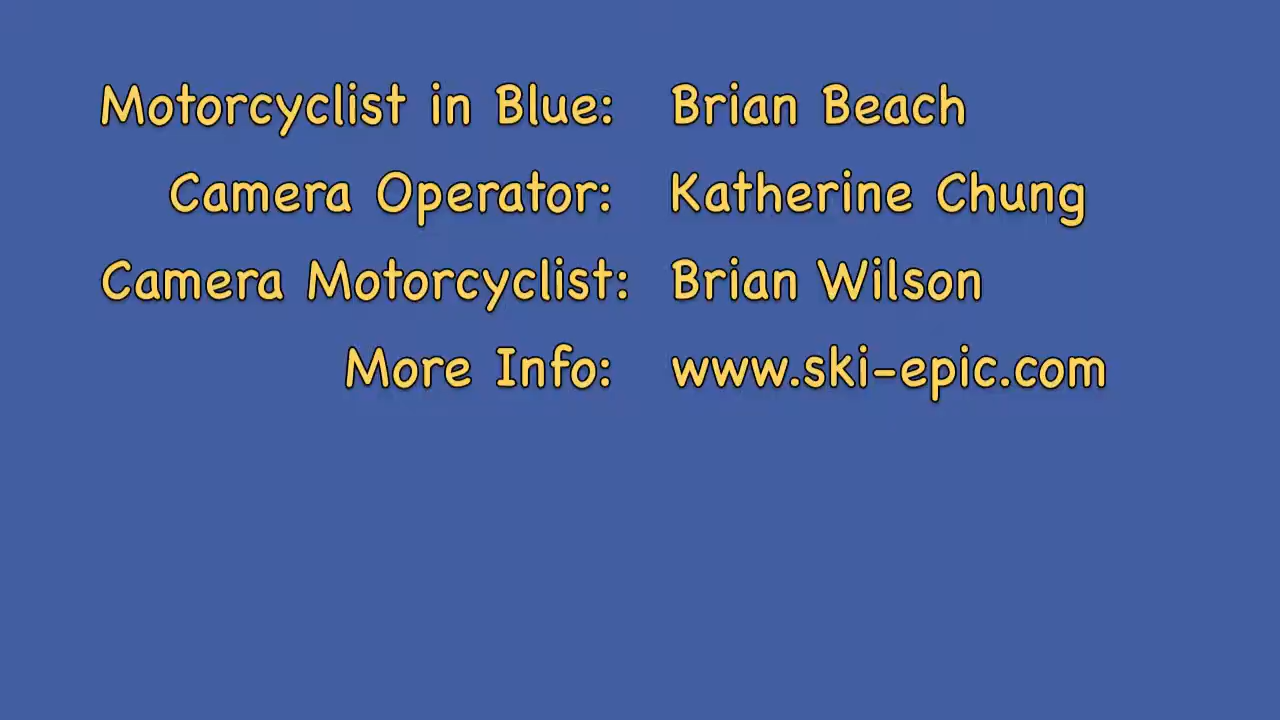 Motorcyclist in Blue: Brian Beach
Camera Operator: Katherine Chung
Camera Motorcyclist: Brian Wilson
More Info: www.ski-epic.com